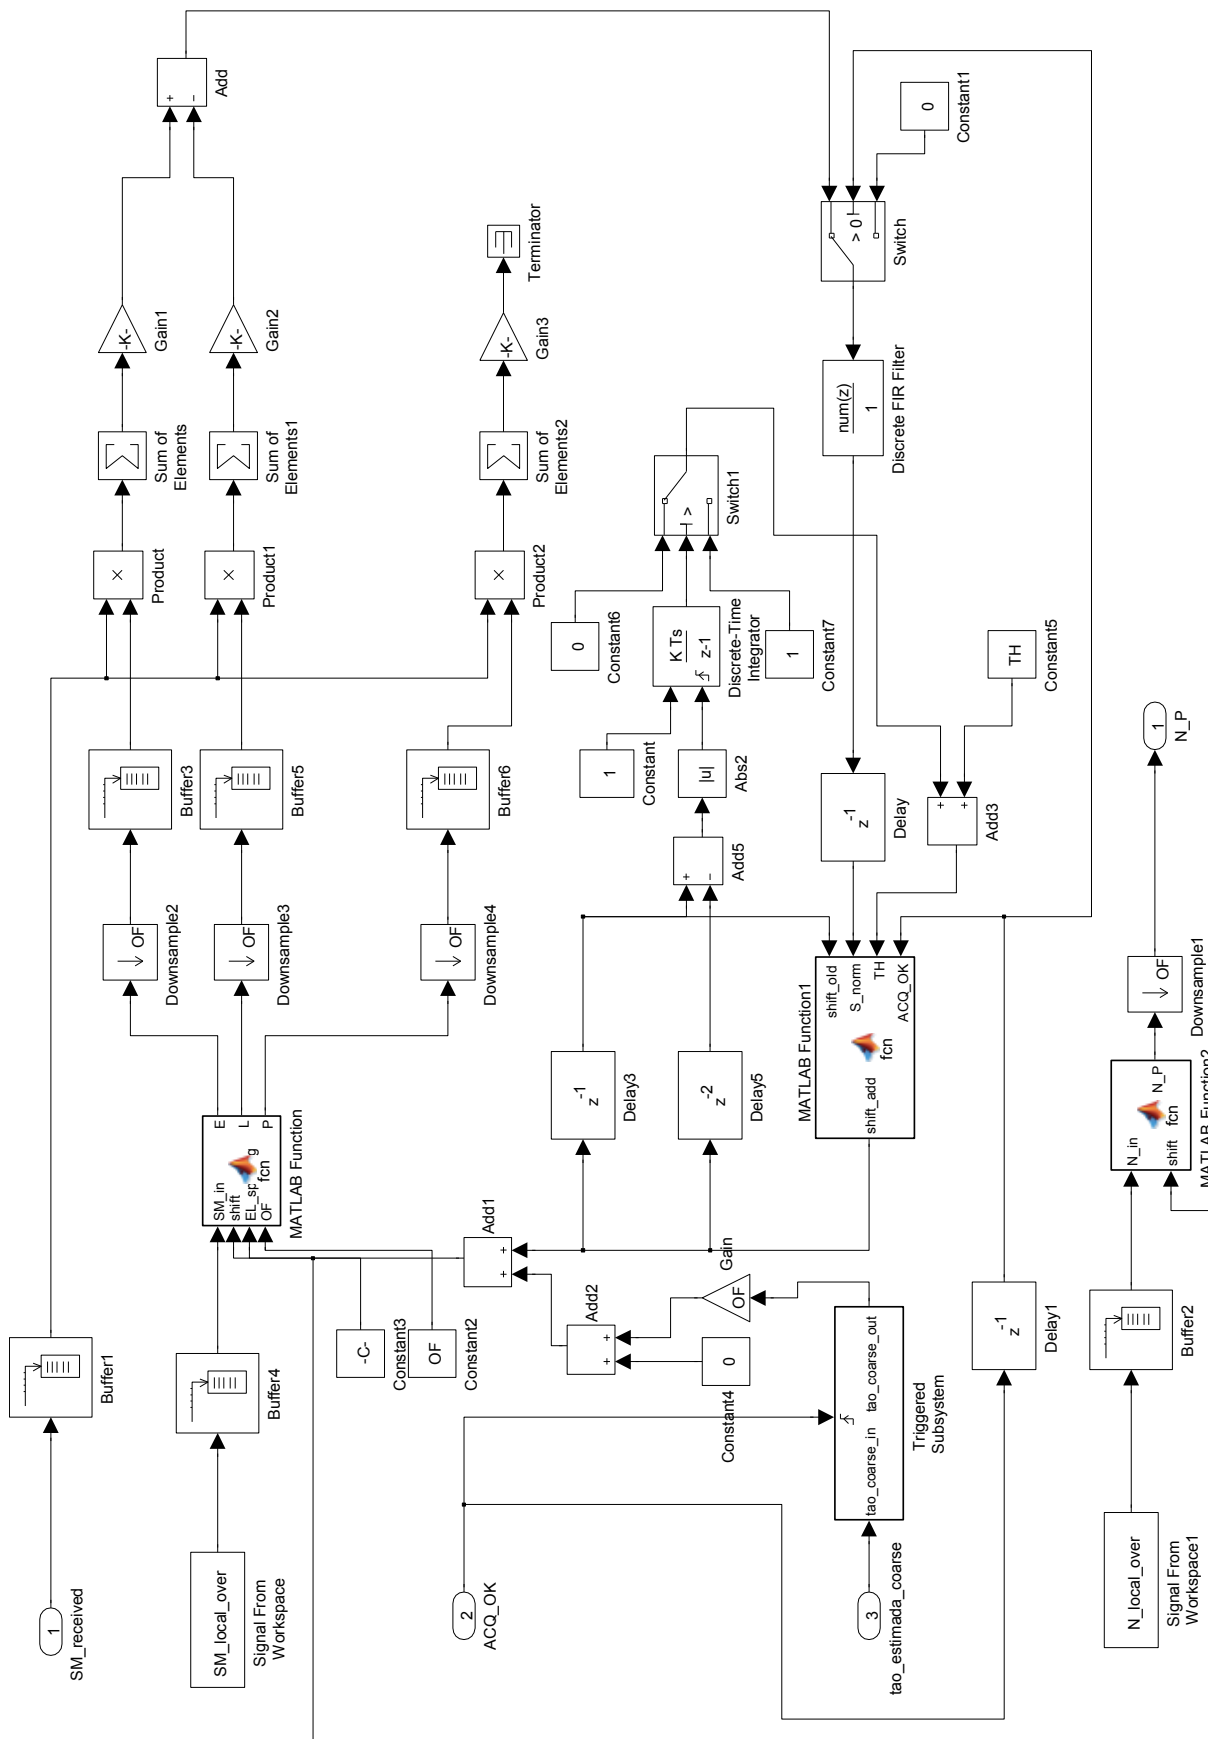 1
SM_received
Buffer1
SM_local_over
Signal From
Workspace
Buffer4
SM_in
shift
OF
E
L
P
fcn
MATLAB Function
-C-
Constant3
OF
Constant2
↓ OF
Downsample2
↓ OF
Downsample3
↓ OF
Downsample4
Buffer3
Buffer5
Buffer6
×
Product
×
Product1
×
Product2
Sum of
Elements
Sum of
Elements1
Sum of
Elements2
-K-
Gain1
-K-
Gain2
-K-
Gain3
Terminator
+
-
Add
2
ACQ_OK
3
tao_estimada_coarse
tao_coarse_in
tao_coarse_out
Triggered
Subsystem
0
Constant4
OF
Gain
+
+
Add2
+
+
Add1
z-1
Delay3
z-2
Delay5
MATLAB Function1
shift_add
shift_old
S_norm
TH
ACQ_OK
fcn
+
-
Add5
|u|
Abs2
1
Constant
0
Constant6
K Ts
z-1
Discrete-Time
Integrator
1
Constant7
>
Switch1
z-1
Delay
+
+
Add3
TH
Constant5
num(z)
1
Discrete FIR Filter
> 0
Switch
0
Constant1
z-1
Delay1
N_local_over
Signal From
Workspace1
Buffer2
N_in
shift
N_P
fcn
MATLAB Function2
↓ OF
Downsample1
1
N_P